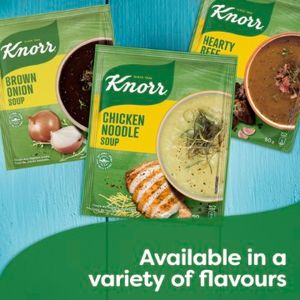 Knorr
BROWN
ONION
SOUP
Knorr
CHICKEN
NOODLE
SOUP
Knorr
HEARTY
BEEF
Available in a
variety of flavours